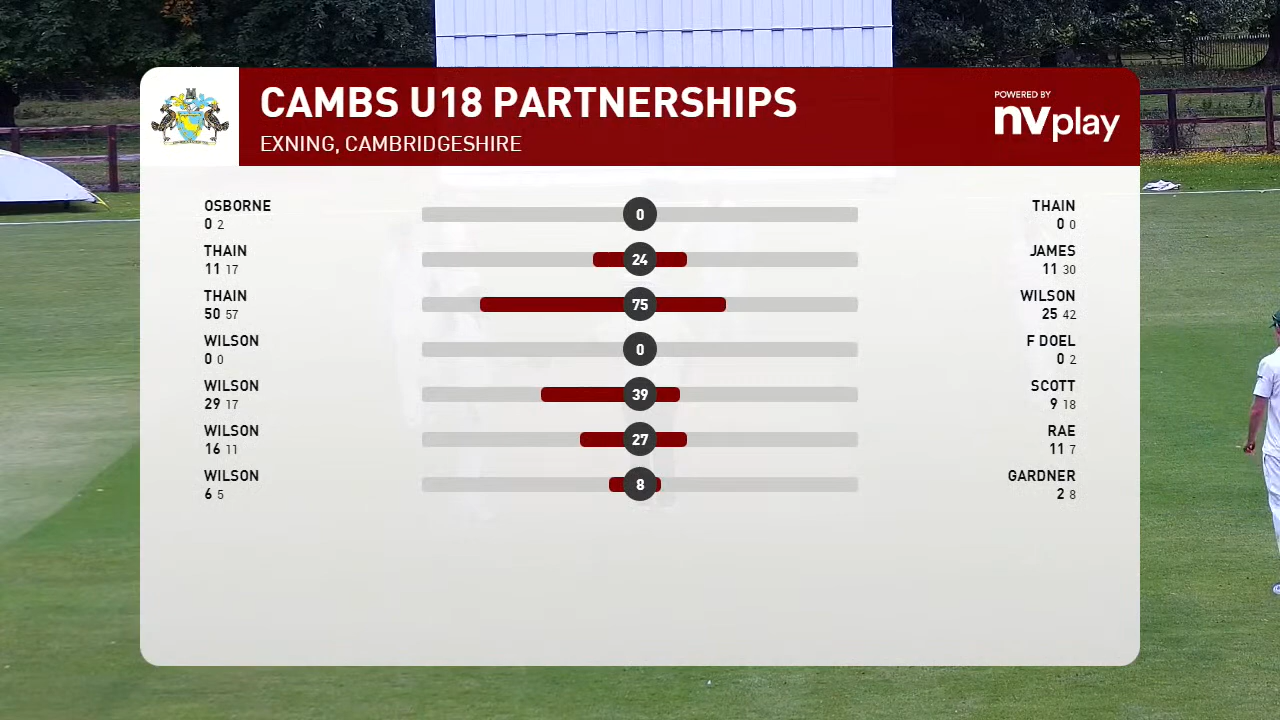 CAMBS U18 PARTNERSHIPS
EXNING, CAMBRIDGESHIRE
POWERED BY
nvplay
OSBORNE 0 THAIN
0 2 0 0
THAIN 24 JAMES
11 17 11 30
THAIN 75 WILSON
50 57 25 42
WILSON 0 F DOEL
0 0 0 2
WILSON 39 SCOTT
29 17 9 18
WILSON 27 RAE
16 11 11 7
WILSON 8 GARDNER
6 5 2 8